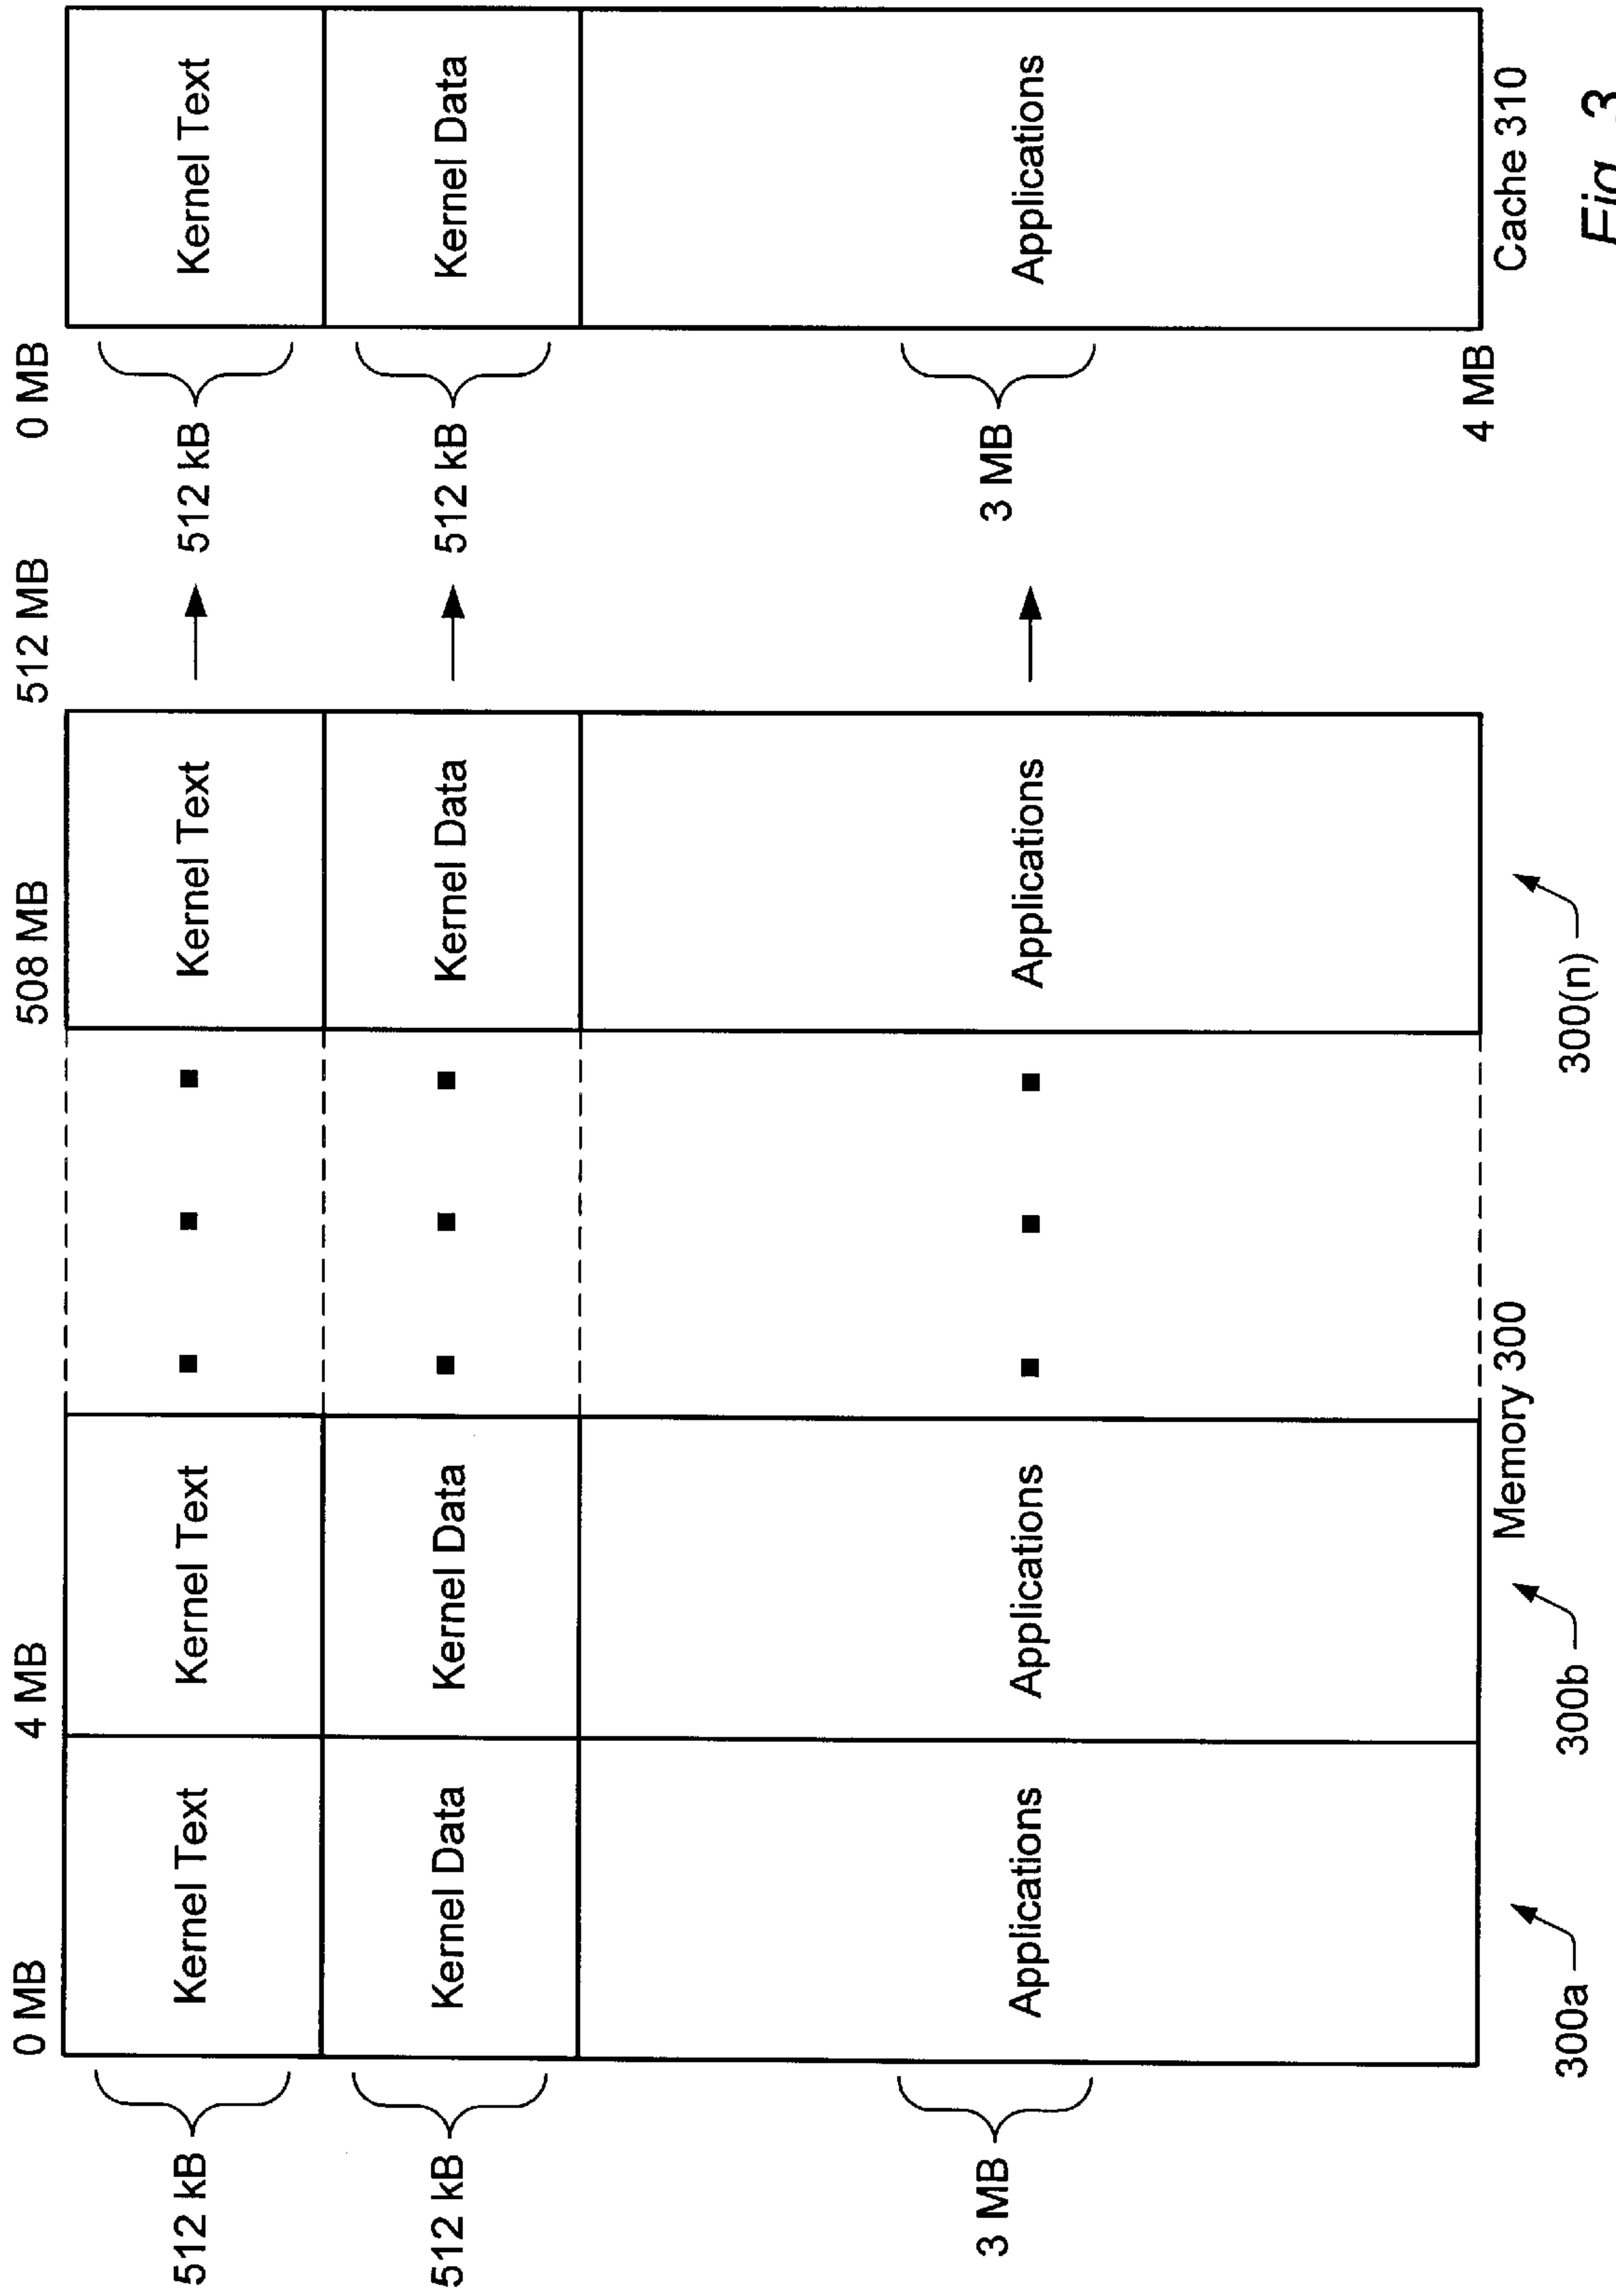 0 MB
4 MB
508 MB
512 MB
0 MB
512 kB
Kernel Text
Kernel Text
Kernel Text
512 kB
Kernel Text
512 kB
Kernel Data
Kernel Data
Kernel Data
512 kB
Kernel Data
3 MB
Applications
Applications
Applications
3 MB
Applications
4 MB
Memory 300
Cache 310
300a
300b
300(n)
Fig. 3